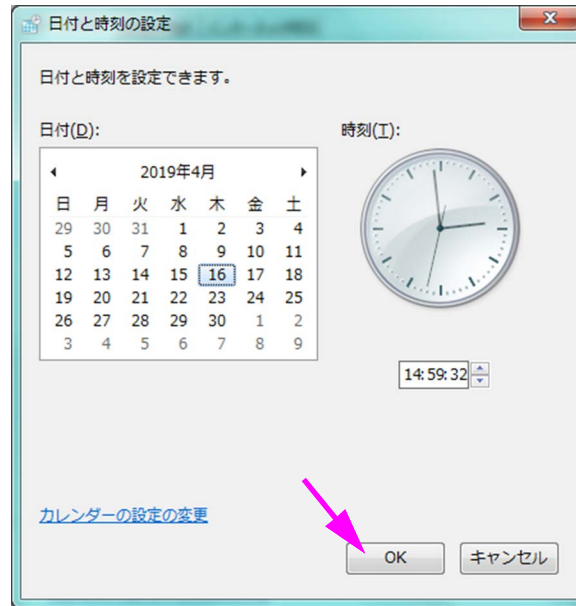 日付と時刻の設定
日付と時刻を設定できます。
日付(D): 時刻(T):
2019年4月
日 月 火 水 木 金 土
29 30 31 1 2 3 4
5 6 7 8 9 10 11
12 13 14 15 16 17 18
19 20 21 22 23 24 25
26 27 28 29 30 1 2
3 4 5 6 7 8 9
14:59:32
カレンダーの設定の変更
OK キャンセル